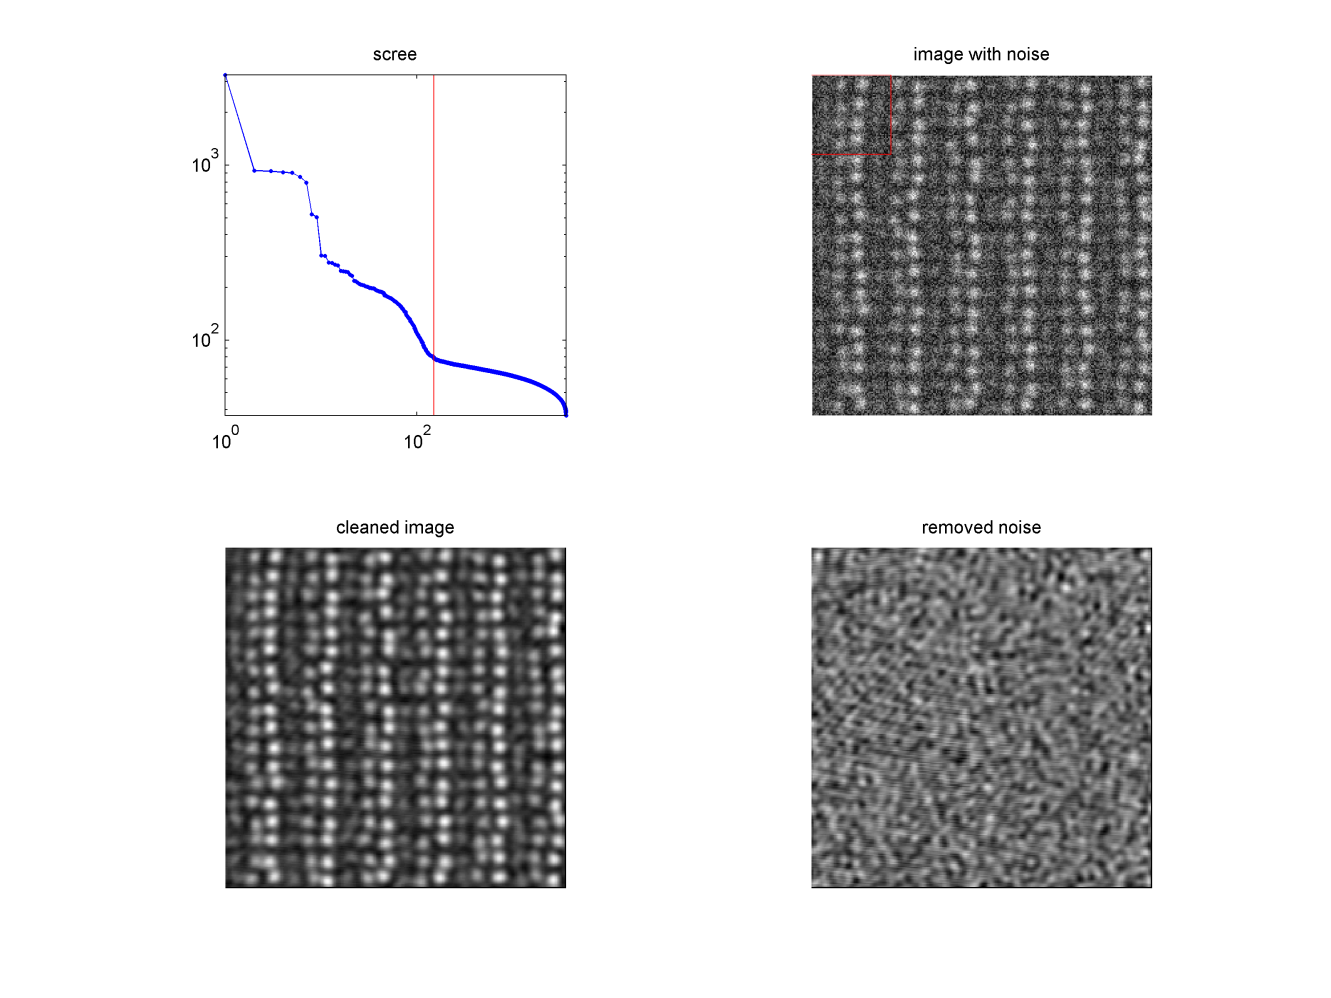 scree
10^3
10^2
10^0
10^2
image with noise
cleaned image
removed noise